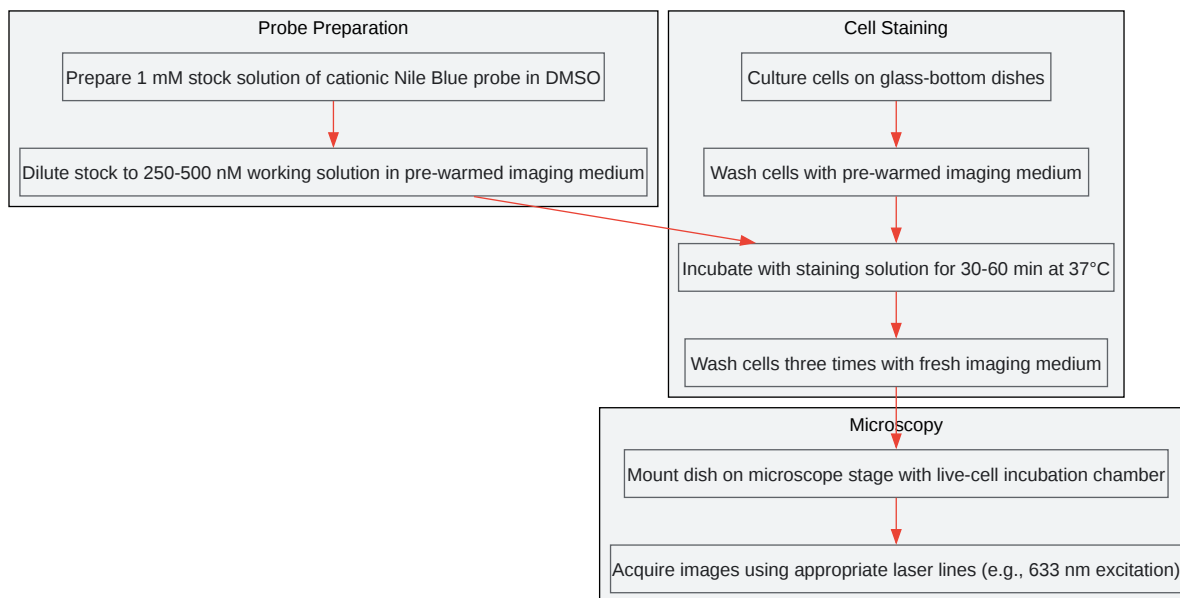 Probe Preparation
Prepare 1 mM stock solution of cationic Nile Blue probe in DMSO
Dilute stock to 250-500 nM working solution in pre-warmed imaging medium
Cell Staining
Culture cells on glass-bottom dishes
Wash cells with pre-warmed imaging medium
Incubate with staining solution for 30-60 min at 37°C
Wash cells three times with fresh imaging medium
Microscopy
Mount dish on microscope stage with live-cell incubation chamber
Acquire images using appropriate laser lines (e.g., 633 nm excitation)